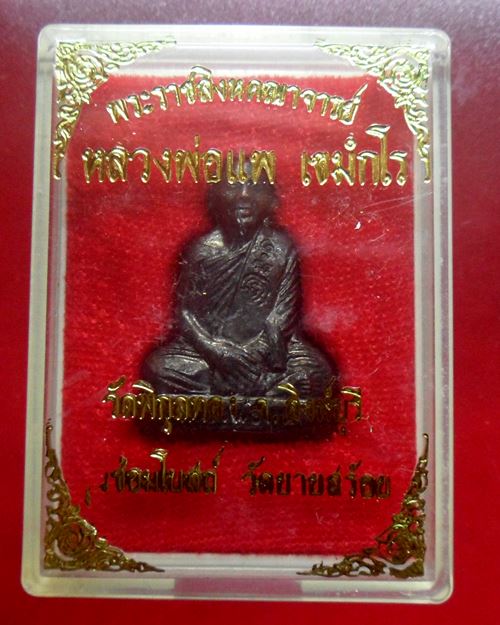 พระราชสิงหคณาจารย์
หลวงพ่อแพ เขมังกโร
วัดพิกุลทอง จ.สิงห์บุรี
ซ่อมโบสถ์ วัดยายสร้อย